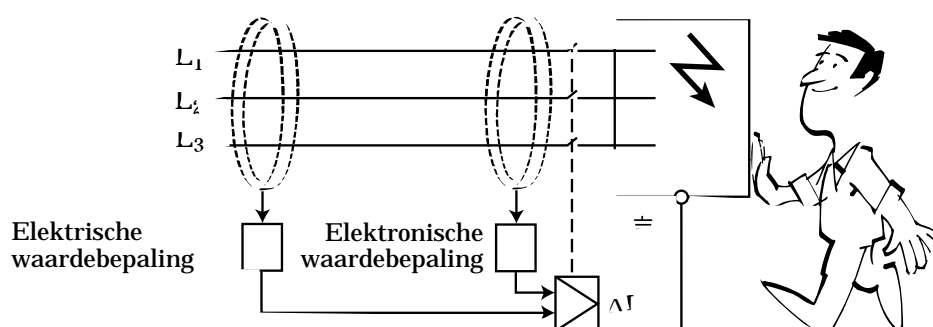 L1
L2
L3
Elektrische
waardebepaling
Elektronische
waardebepaling